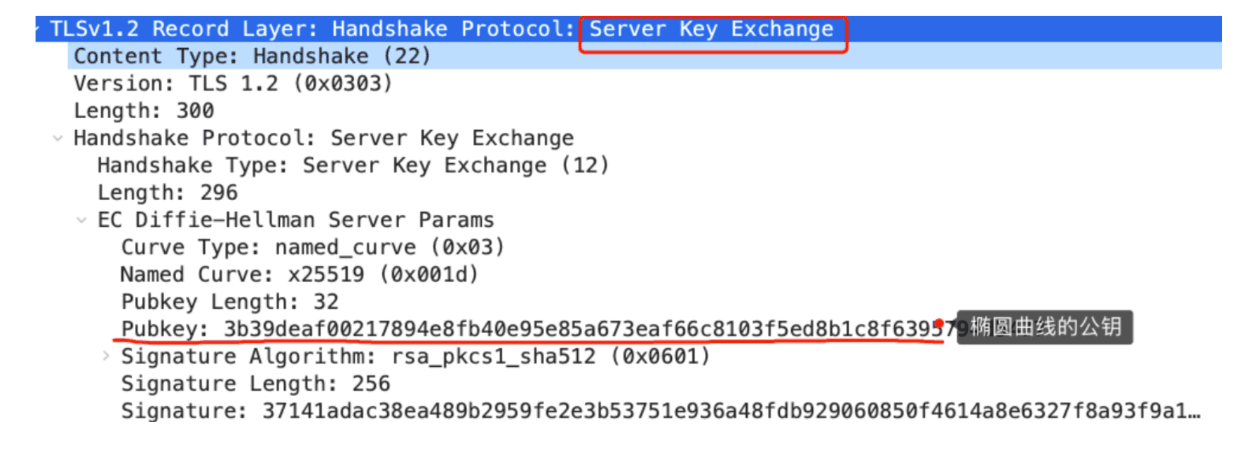 TLSv1.2 Record Layer: Handshake Protocol: Server Key Exchange
Content Type: Handshake (22)
Version: TLS 1.2 (0x0303)
Length: 300
Handshake Protocol: Server Key Exchange
Handshake Type: Server Key Exchange (12)
Length: 296
EC Diffie-Hellman Server Params
Curve Type: named_curve (0x03)
Named Curve: x25519 (0x001d)
Pubkey Length: 32
Pubkey: 3b39deaf00217894e8fb40e95e85a673eaf66c8103f5ed8b1c8f639579 椭圆曲线的公钥
Signature Algorithm: rsa_pkcs1_sha512 (0x0601)
Signature Length: 256
Signature: 37141adac38ea489b2959fe2e3b53751e936a48fdb929060850f4614a8e6327f8a93f9a1…